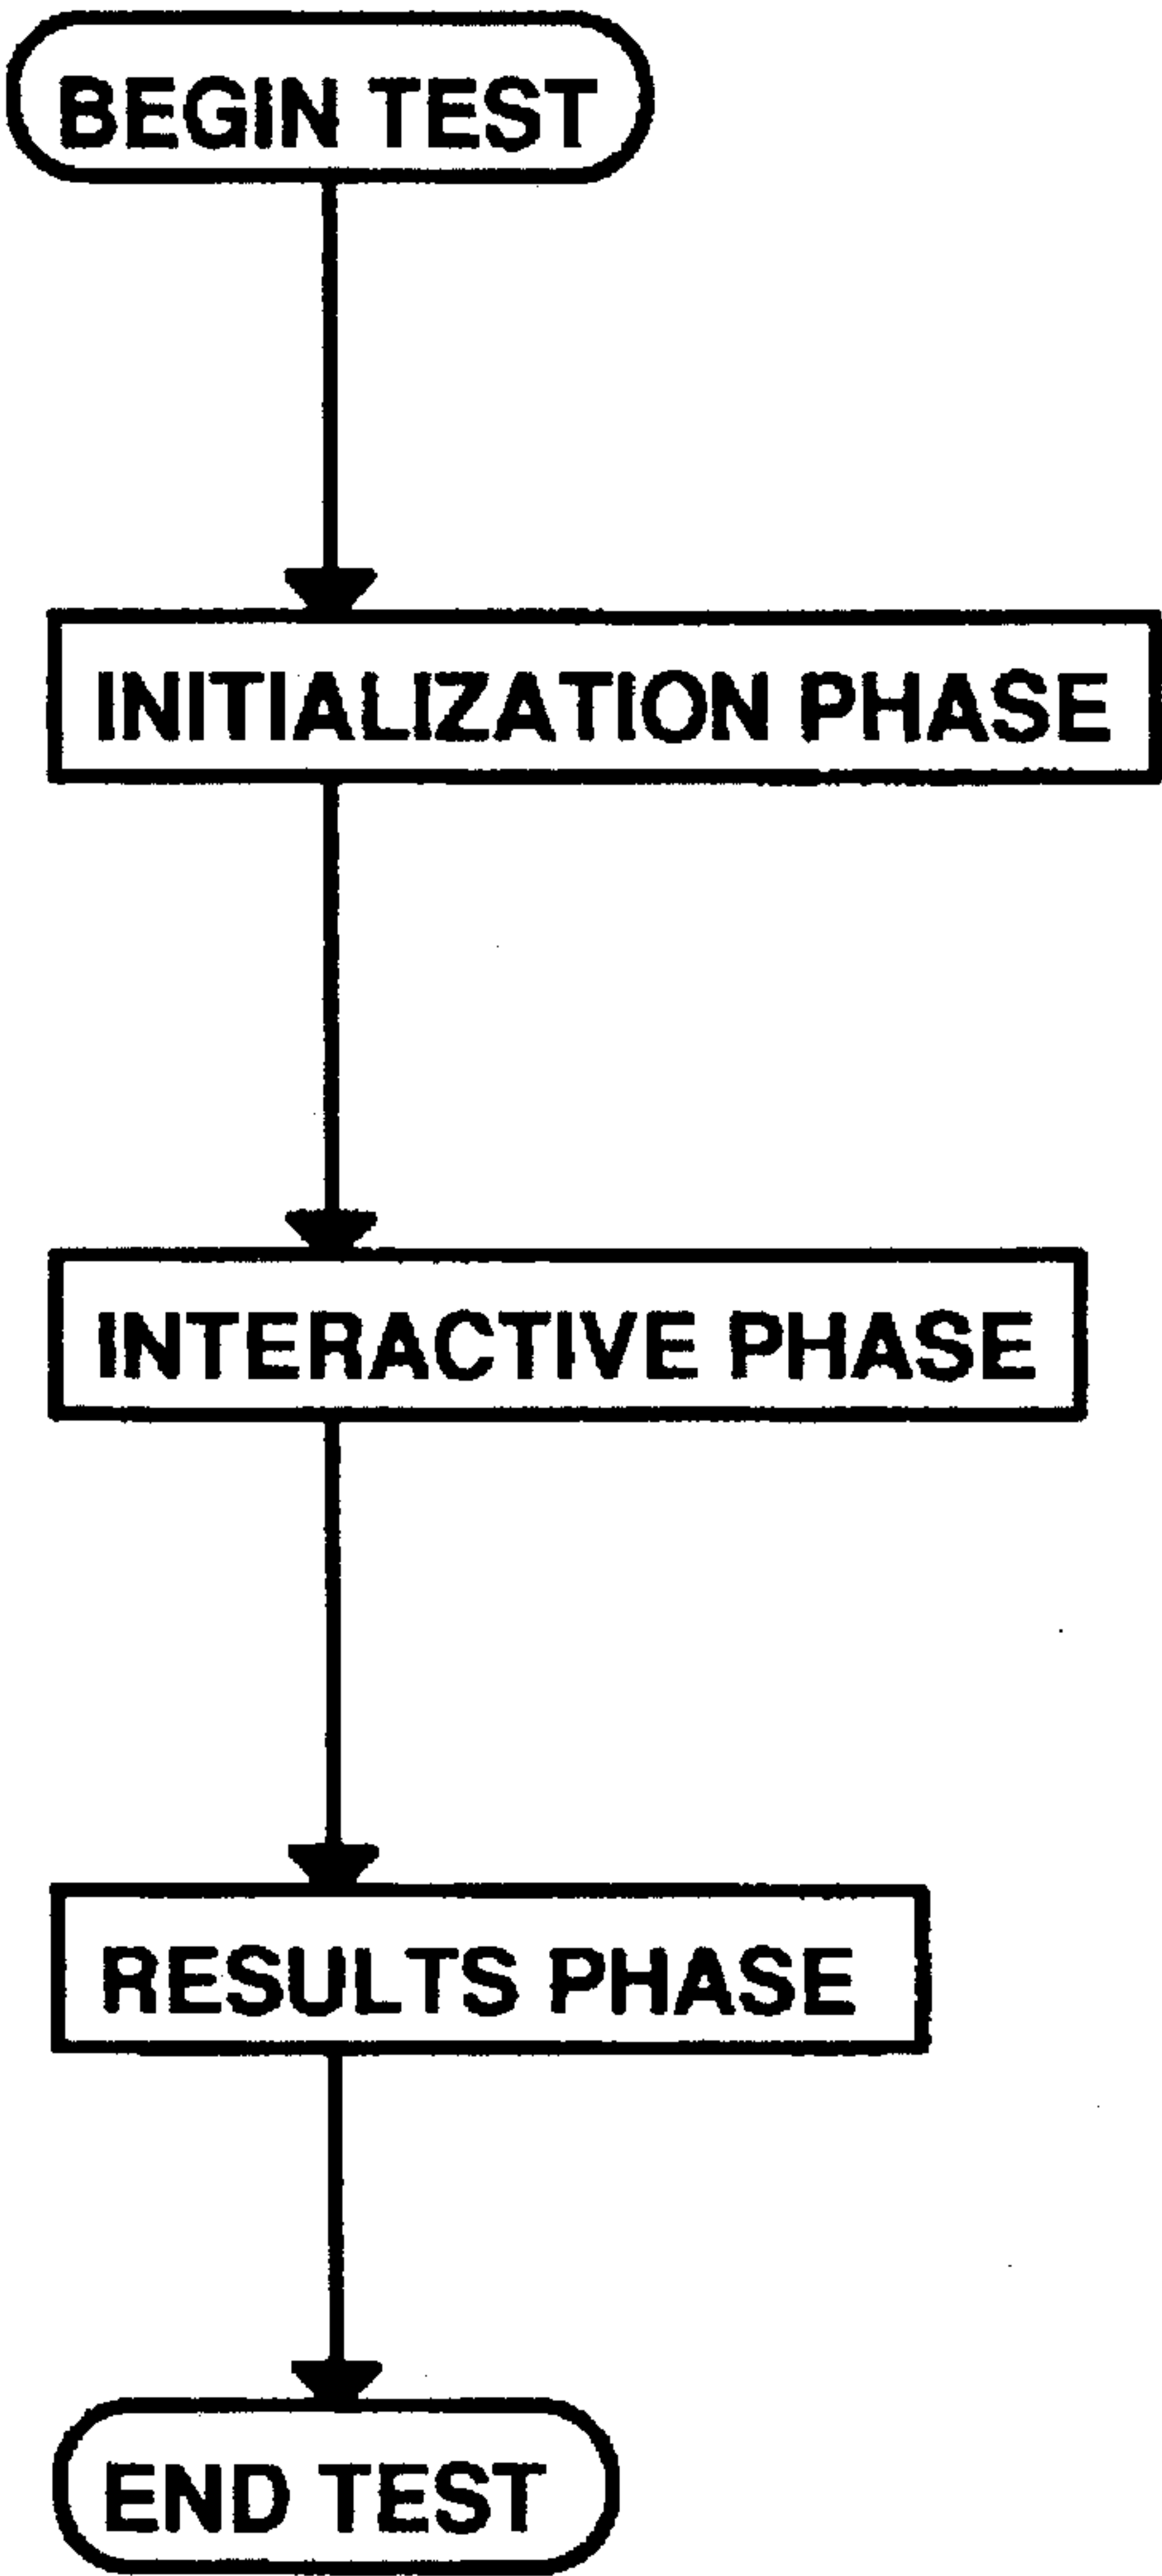 BEGIN TEST
INITIALIZATION PHASE
INTERACTIVE PHASE
RESULTS PHASE
END TEST